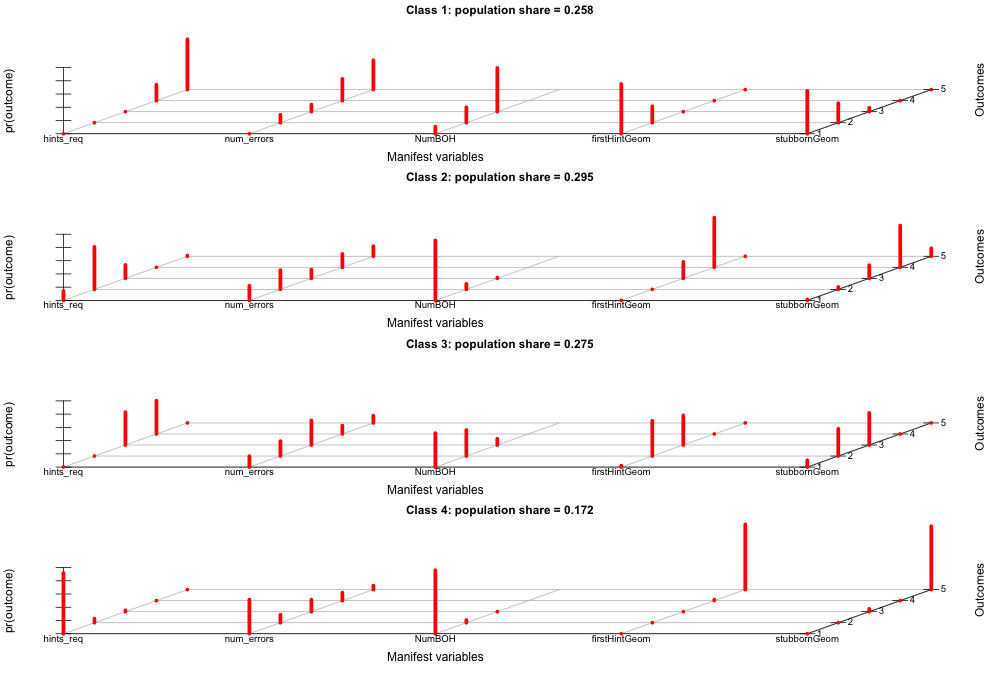 Class 1: population share = 0.258
pr(outcome)
Outcomes
5
4
3
2
1
hints_req num_errors NumBOH firstHintGeom stubbornGeom
Manifest variables
Class 2: population share = 0.295
pr(outcome)
Outcomes
5
4
3
2
1
hints_req num_errors NumBOH firstHintGeom stubbornGeom
Manifest variables
Class 3: population share = 0.275
pr(outcome)
Outcomes
5
4
3
2
1
hints_req num_errors NumBOH firstHintGeom stubbornGeom
Manifest variables
Class 4: population share = 0.172
pr(outcome)
Outcomes
5
4
3
2
1
hints_req num_errors NumBOH firstHintGeom stubbornGeom
Manifest variables